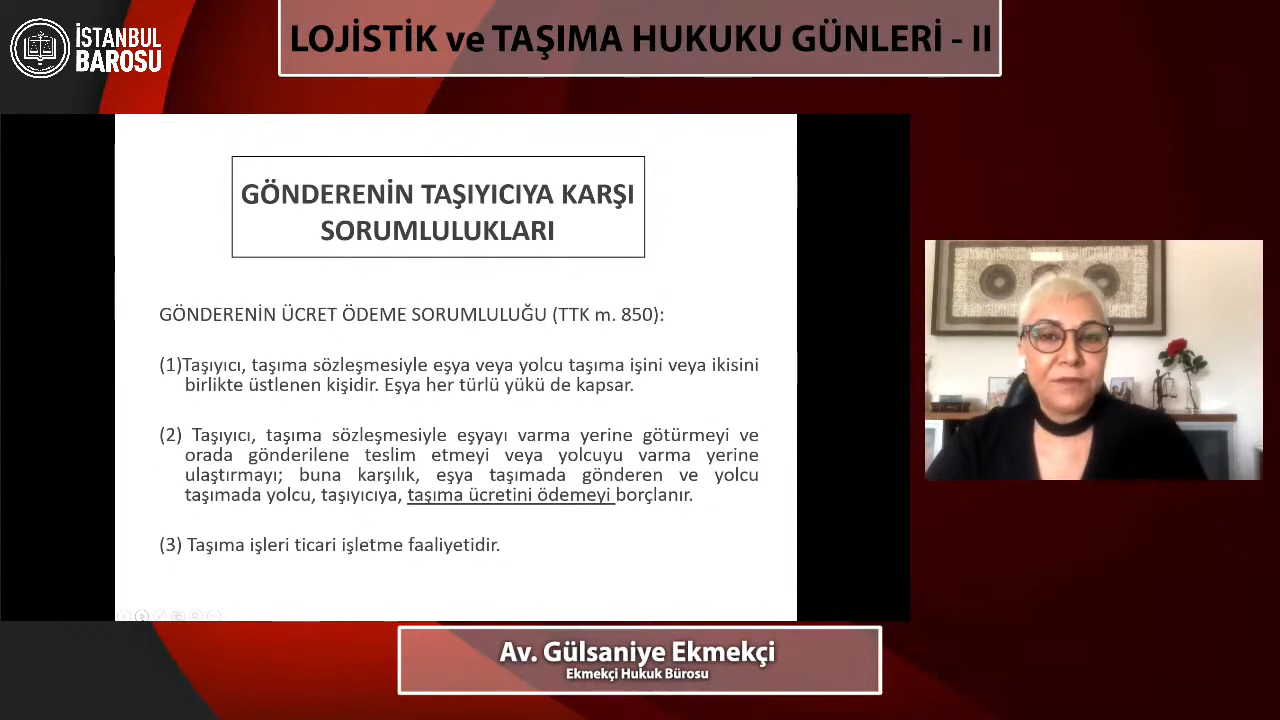 İSTANBUL
BAROSU
LOJİSTİK ve TAŞIMA HUKUKU GÜNLERİ - II
GÖNDERENİN TAŞIYICIYA KARŞI
SORUMLULUKLARI
GÖNDERENİN ÜCRET ÖDEME SORUMLULUĞU (TTK m. 850):
(1)Taşıyıcı, taşıma sözleşmesiyle eşya veya yolcu taşıma işini veya ikisini
birlikte üstlenen kişidir. Eşya her türlü yükü de kapsar.
(2) Taşıyıcı, taşıma sözleşmesiyle eşyayı varma yerine götürmeyi ve
orada gönderilene teslim etmeyi veya yolcuyu varma yerine
ulaştırmayı; buna karşılık, eşya taşımada gönderen ve yolcu
taşımada yolcu, taşıyıcıya, taşıma ücretini ödemeyi borçlanır.
(3) Taşıma işleri ticari işletme faaliyetidir.
Av. Gülsaniye Ekmekçi
Ekmekçi Hukuk Bürosu